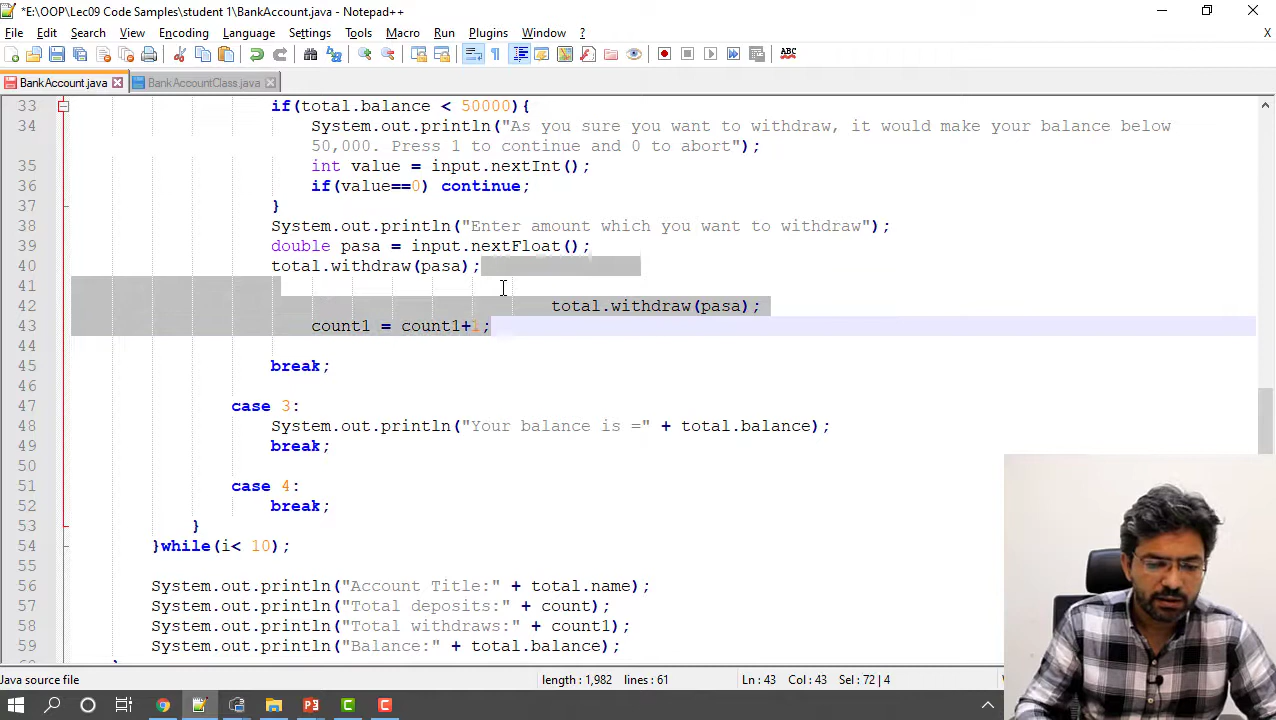 *E:\OOP\Lec09 Code Samples\student 1\BankAccount.java - Notepad++
File Edit Search View Encoding Language Settings Tools Macro Run Plugins Window ? X
BankAccount.java BankAccountClass.java
33 if(total.balance < 50000){
34 System.out.println("As you sure you want to withdraw, it would make your balance below
50,000. Press 1 to continue and 0 to abort");
35 int value = input.nextInt();
36 if(value==0) continue;
37 }
38 System.out.println("Enter amount which you want to withdraw");
39 double pasa = input.nextFloat();
40 total.withdraw(pasa);
41
42 total.withdraw(pasa);
43 count1 = count1+1;
44
45 break;
46
47 case 3:
48 System.out.println("Your balance is =" + total.balance);
49 break;
50
51 case 4:
52 break;
53 }
54 }while(i< 10);
55
56 System.out.println("Account Title:" + total.name);
57 System.out.println("Total deposits:" + count);
58 System.out.println("Total withdraws:" + count1);
59 System.out.println("Balance:" + total.balance);
Java source file length : 1,982 lines : 61 Ln : 43 Col : 43 Sel : 72 | 4